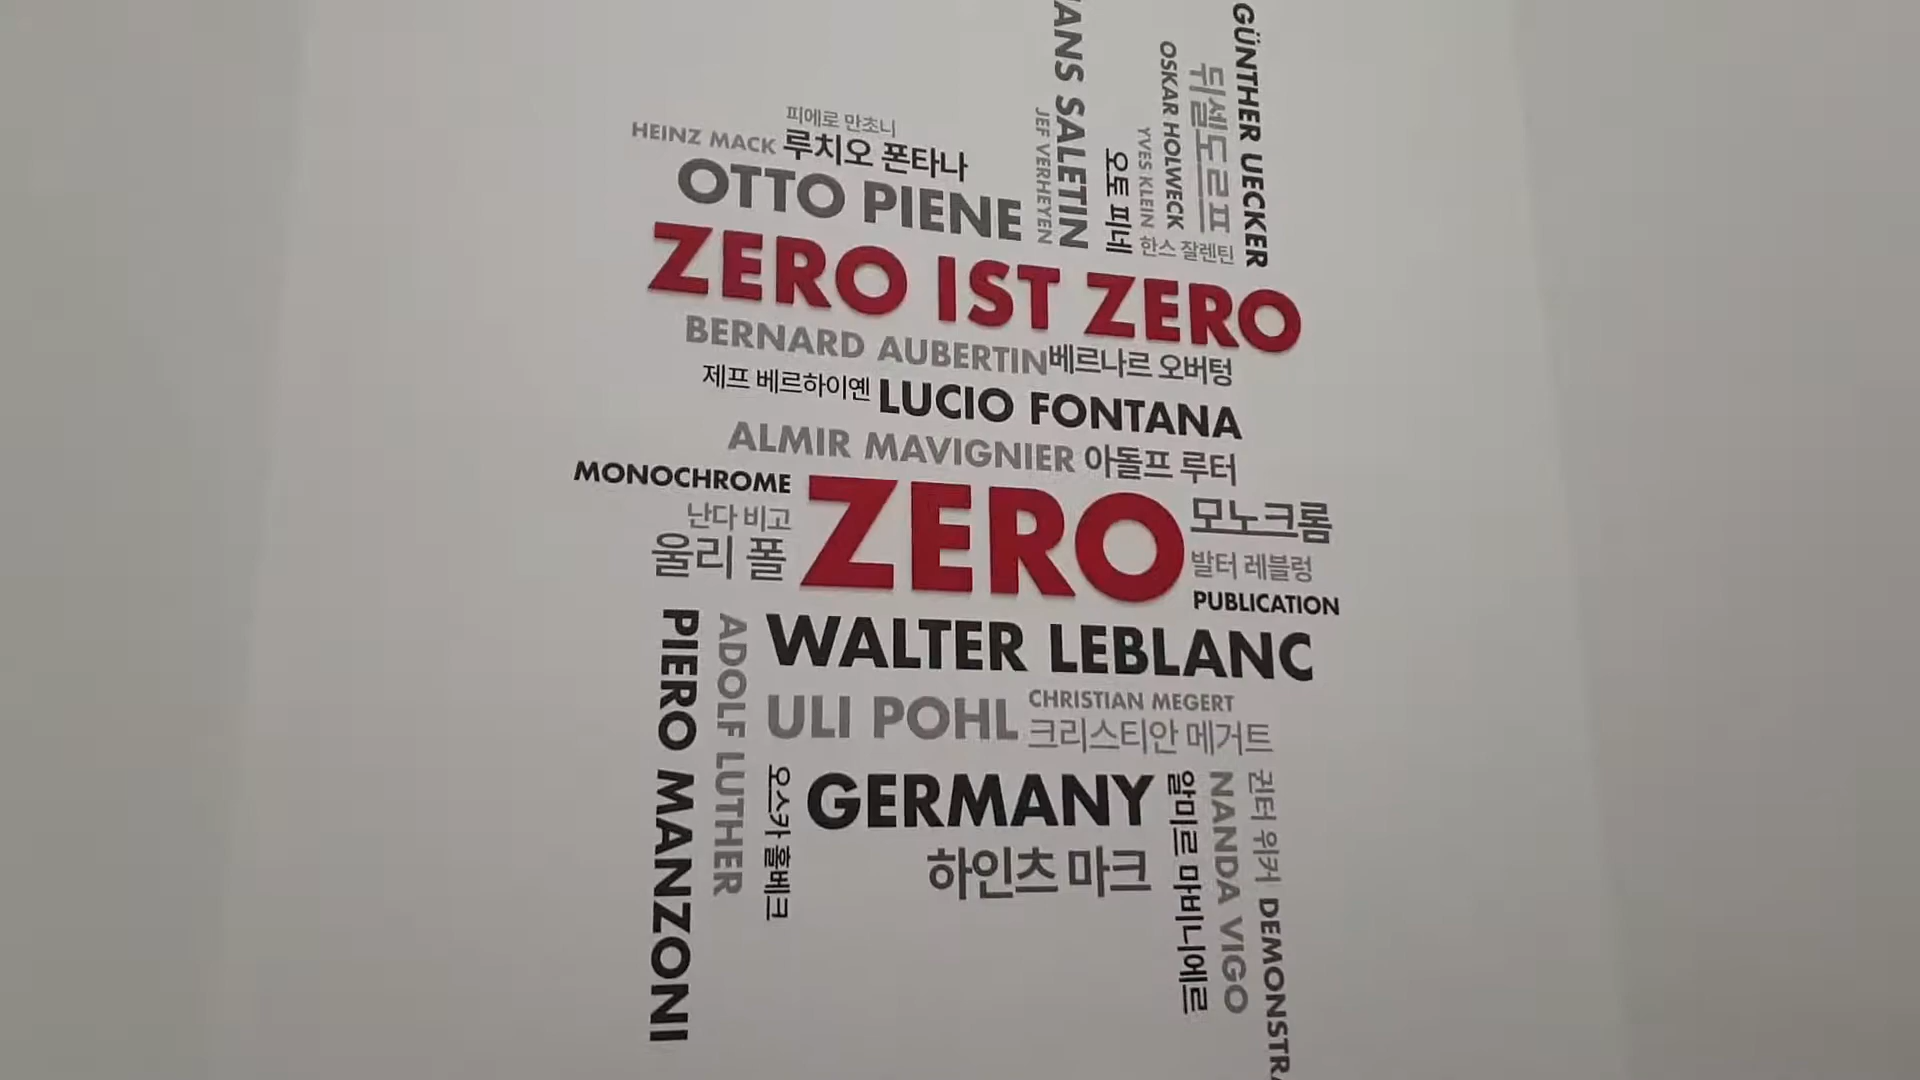 GÜNTHER UECKER
뒤셀도르프
OSKAR HOLWECK
YVES KLEIN
한스 잘렌틴
오토 피네
ANS SALETIN
JEF VERHEYEN
피에로 만초니
HEINZ MACK 루치오 폰타나
OTTO PIENE
ZERO IST ZERO
BERNARD AUBERTIN 베르나르 오버텅
제프 베르하이옌 LUCIO FONTANA
ALMIR MAVIGNIER 아돌프 루터
MONOCHROME
난다 비고
울리 폴
ZERO
모노크롬
발터 레블렁
PUBLICATION
PIERO MANZONI
ADOLF LUTHER
WALTER LEBLANC
ULI POHL
CHRISTIAN MEGERT
크리스티안 메거트
오스카 홀베크
GERMANY
하인츠 마크
알미르 마비니에르
NANDA VIGO
귄터 위커
DEMONSTRA